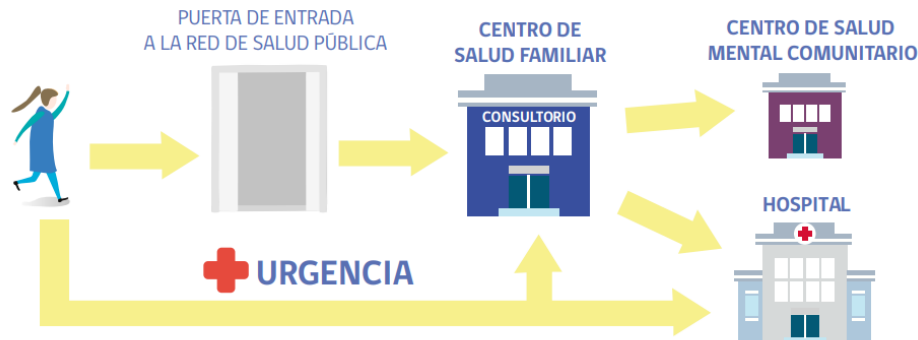 PUERTA DE ENTRADA
A LA RED DE SALUD PÚBLICA
CENTRO DE
SALUD FAMILIAR
CONSULTORIO
CENTRO DE SALUD
MENTAL COMUNITARIO
HOSPITAL
URGENCIA